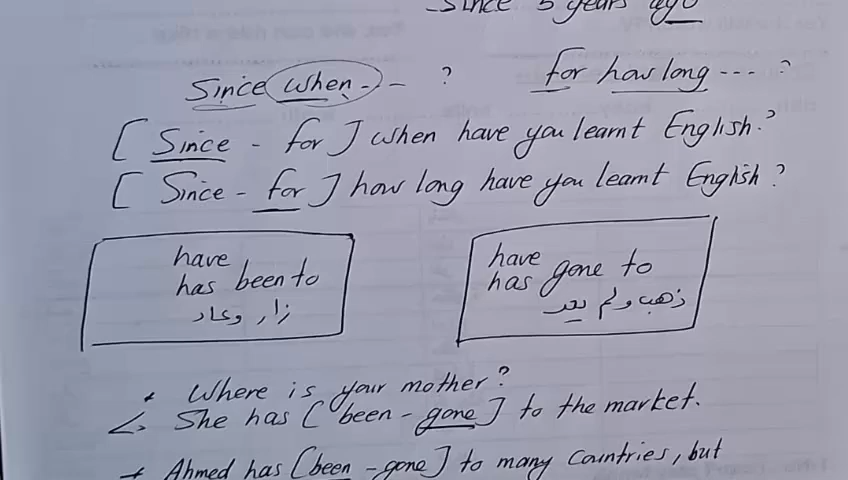 Since 5 years ago
Since when - - ? for how long --- ?
[ Since - for ] when have you learnt English?
[ Since - for ] how long have you learnt English?
have have
has been to has gone to
زار وعاد ذهب ولم يعد
Where is your mother?
She has [ been - gone ] to the market.
Ahmed has [ been - gone ] to many countries, but